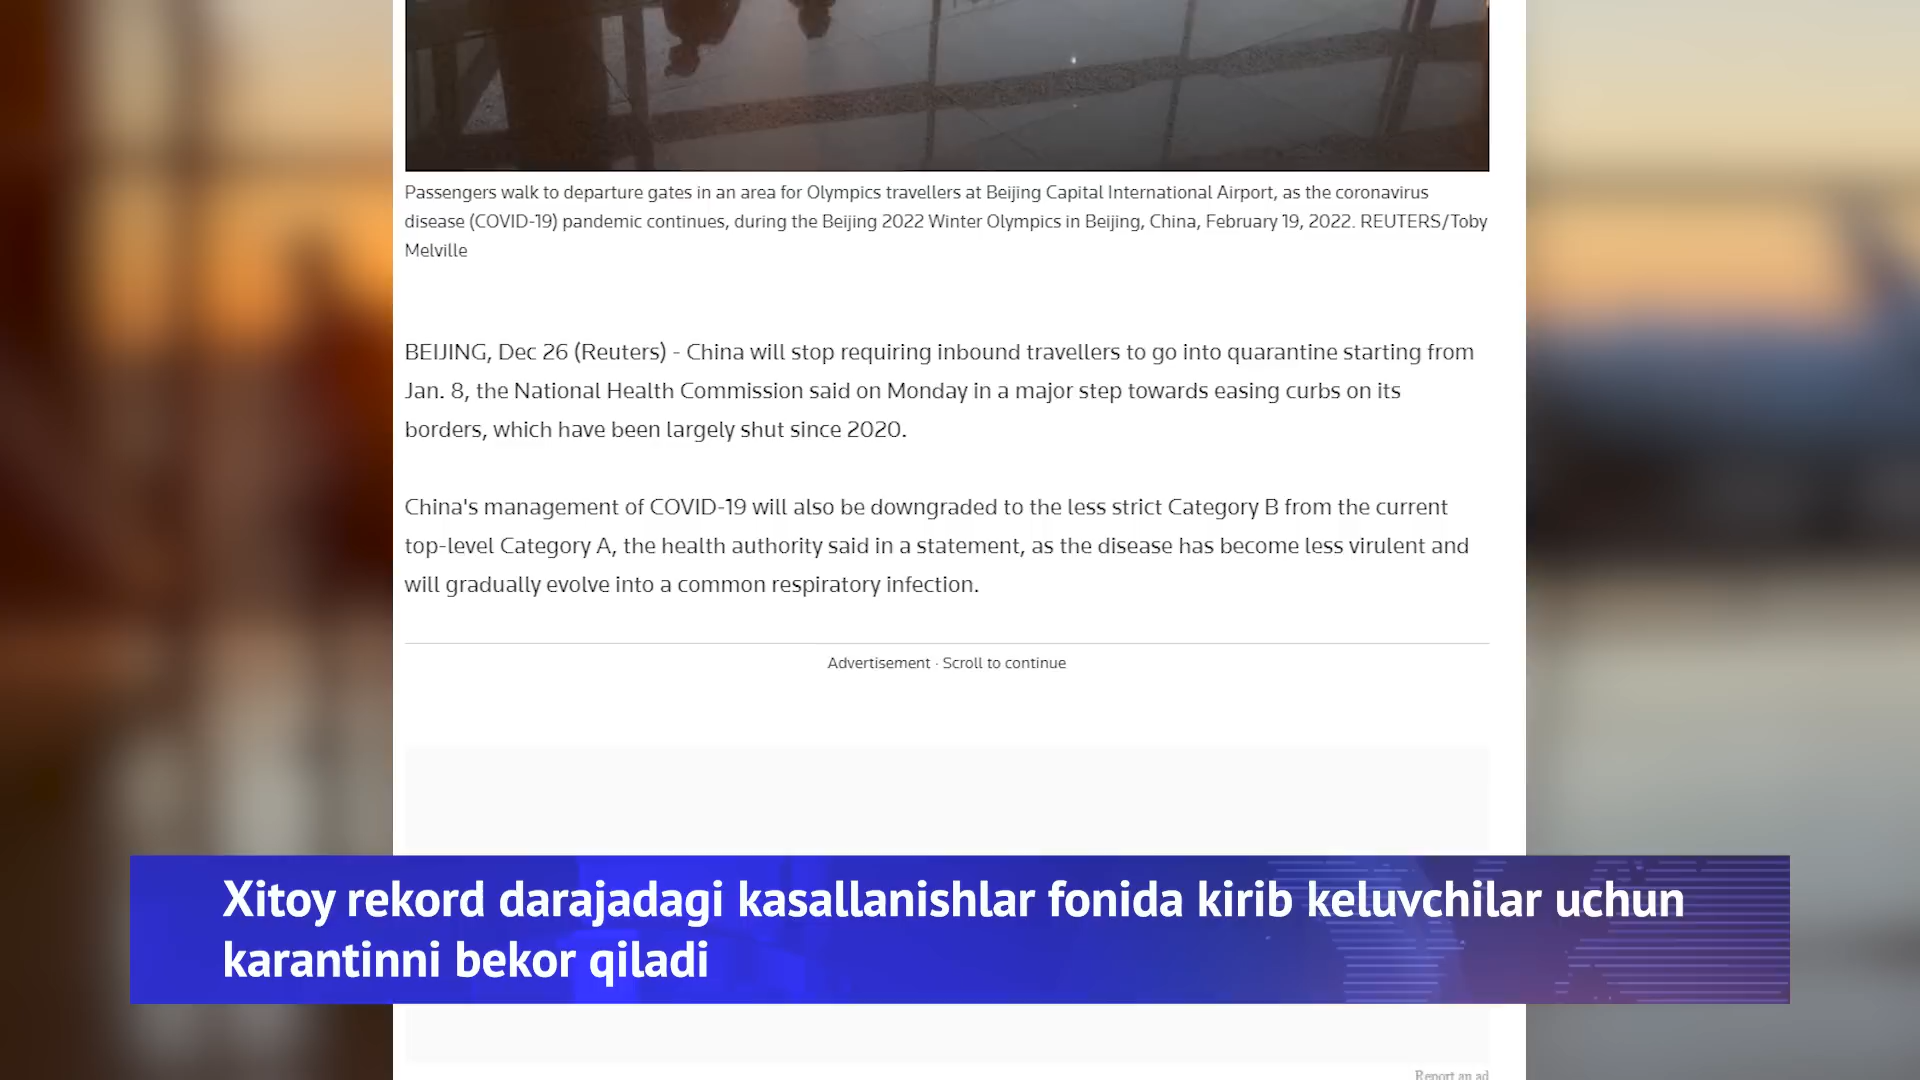 Passengers walk to departure gates in an area for Olympics travellers at Beijing Capital International Airport, as the coronavirus
disease (COVID-19) pandemic continues, during the Beijing 2022 Winter Olympics in Beijing, China, February 19, 2022. REUTERS/Toby
Melville
BEIJING, Dec 26 (Reuters) - China will stop requiring inbound travellers to go into quarantine starting from
Jan. 8, the National Health Commission said on Monday in a major step towards easing curbs on its
borders, which have been largely shut since 2020.
China's management of COVID-19 will also be downgraded to the less strict Category B from the current
top-level Category A, the health authority said in a statement, as the disease has become less virulent and
will gradually evolve into a common respiratory infection.
Advertisement · Scroll to continue
Xitoy rekord darajadagi kasallanishlar fonida kirib keluvchilar uchun
karantinni bekor qiladi
Report an ad